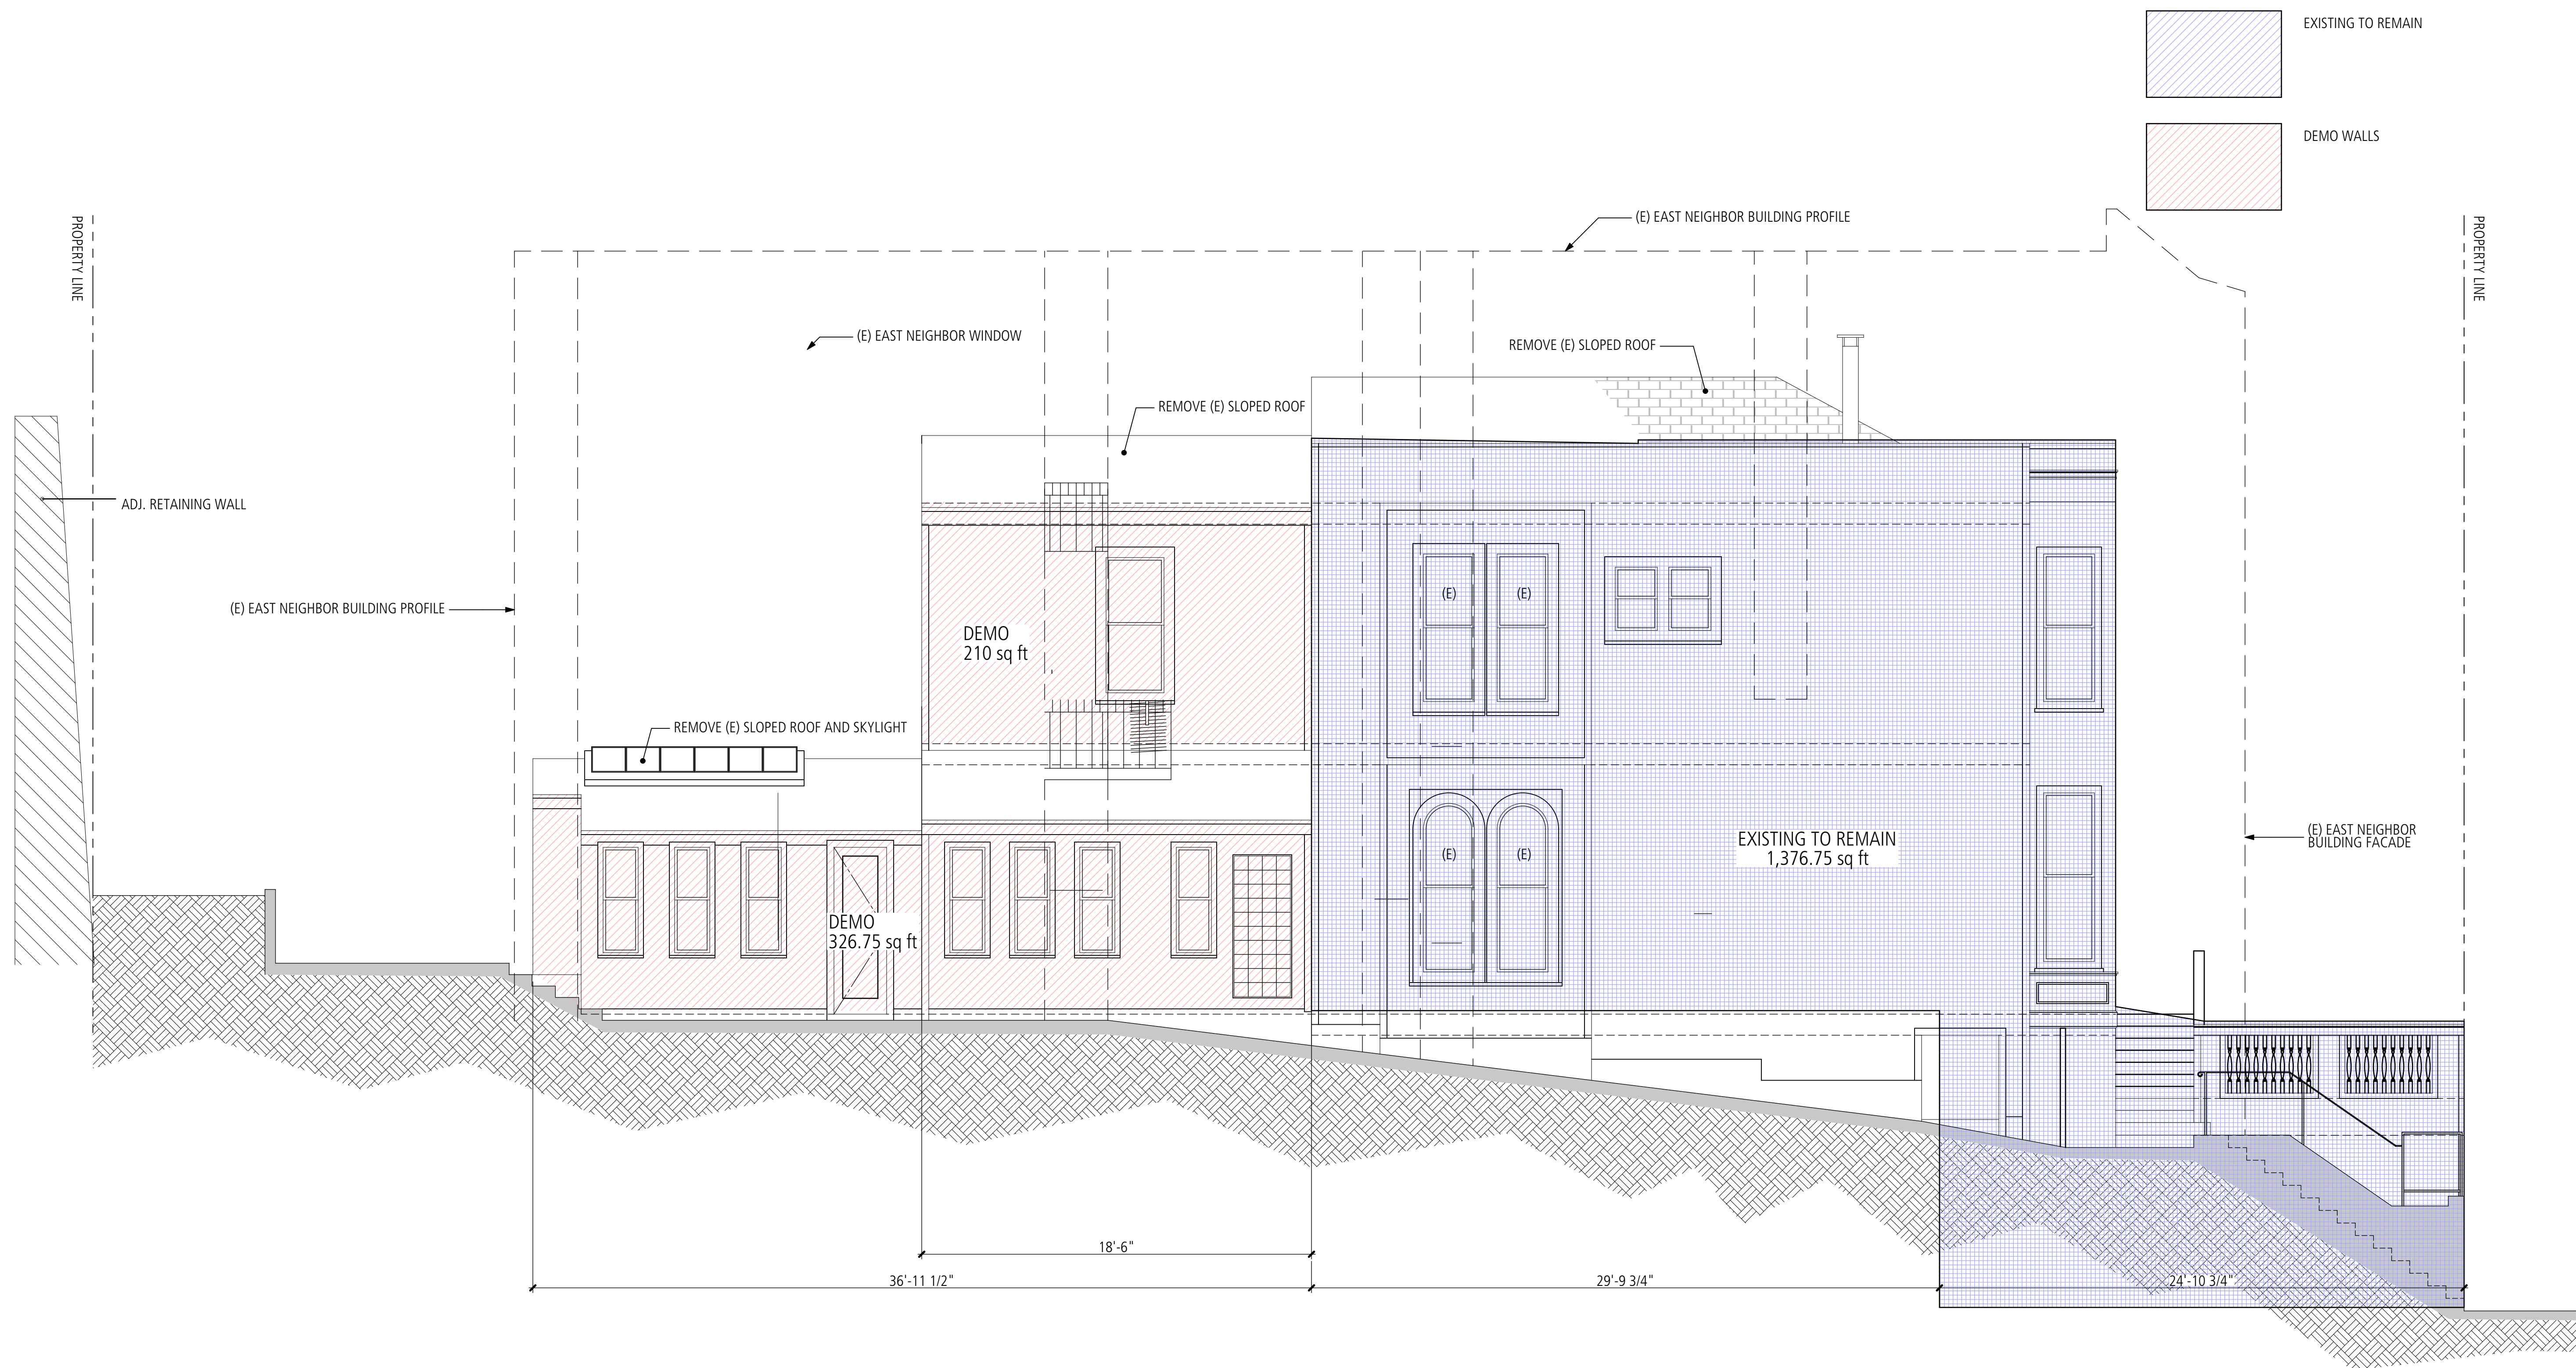 EXISTING TO REMAIN
DEMO WALLS
PROPERTY LINE
(E) EAST NEIGHBOR BUILDING PROFILE
PROPERTY LINE
(E) EAST NEIGHBOR WINDOW
REMOVE (E) SLOPED ROOF
REMOVE (E) SLOPED ROOF
ADJ. RETAINING WALL
(E)
(E)
(E) EAST NEIGHBOR BUILDING PROFILE
DEMO
210 sq ft
REMOVE (E) SLOPED ROOF AND SKYLIGHT
(E) EAST NEIGHBOR
BUILDING FACADE
EXISTING TO REMAIN
1,376.75 sq ft
(E)
(E)
DEMO
326.75 sq ft
18'-6"
36'-11 1/2"
29'-9 3/4"
24'-10 3/4"